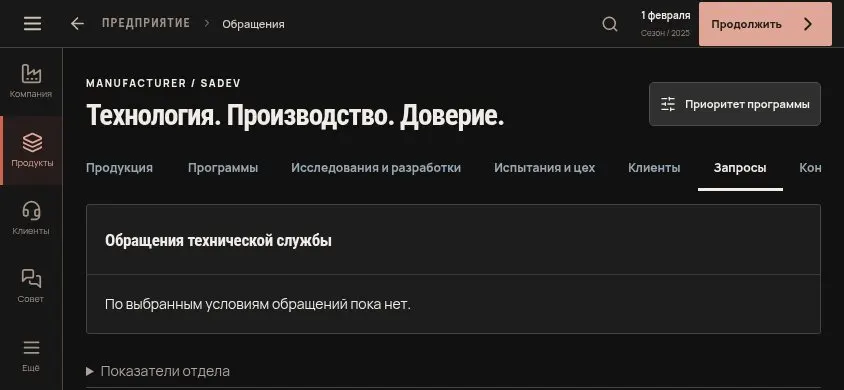 ПРЕДПРИЯТИЕ
Обращения
1 февраля
Сезон / 2025
Продолжить
Компания
Продукты
Клиенты
Совет
Ещё
MANUFACTURER / SADEV
Технология. Производство. Доверие.
Приоритет программы
Продукция
Программы
Исследования и разработки
Испытания и цех
Клиенты
Запросы
Кон
Обращения технической службы
По выбранным условиям обращений пока нет.
Показатели отдела